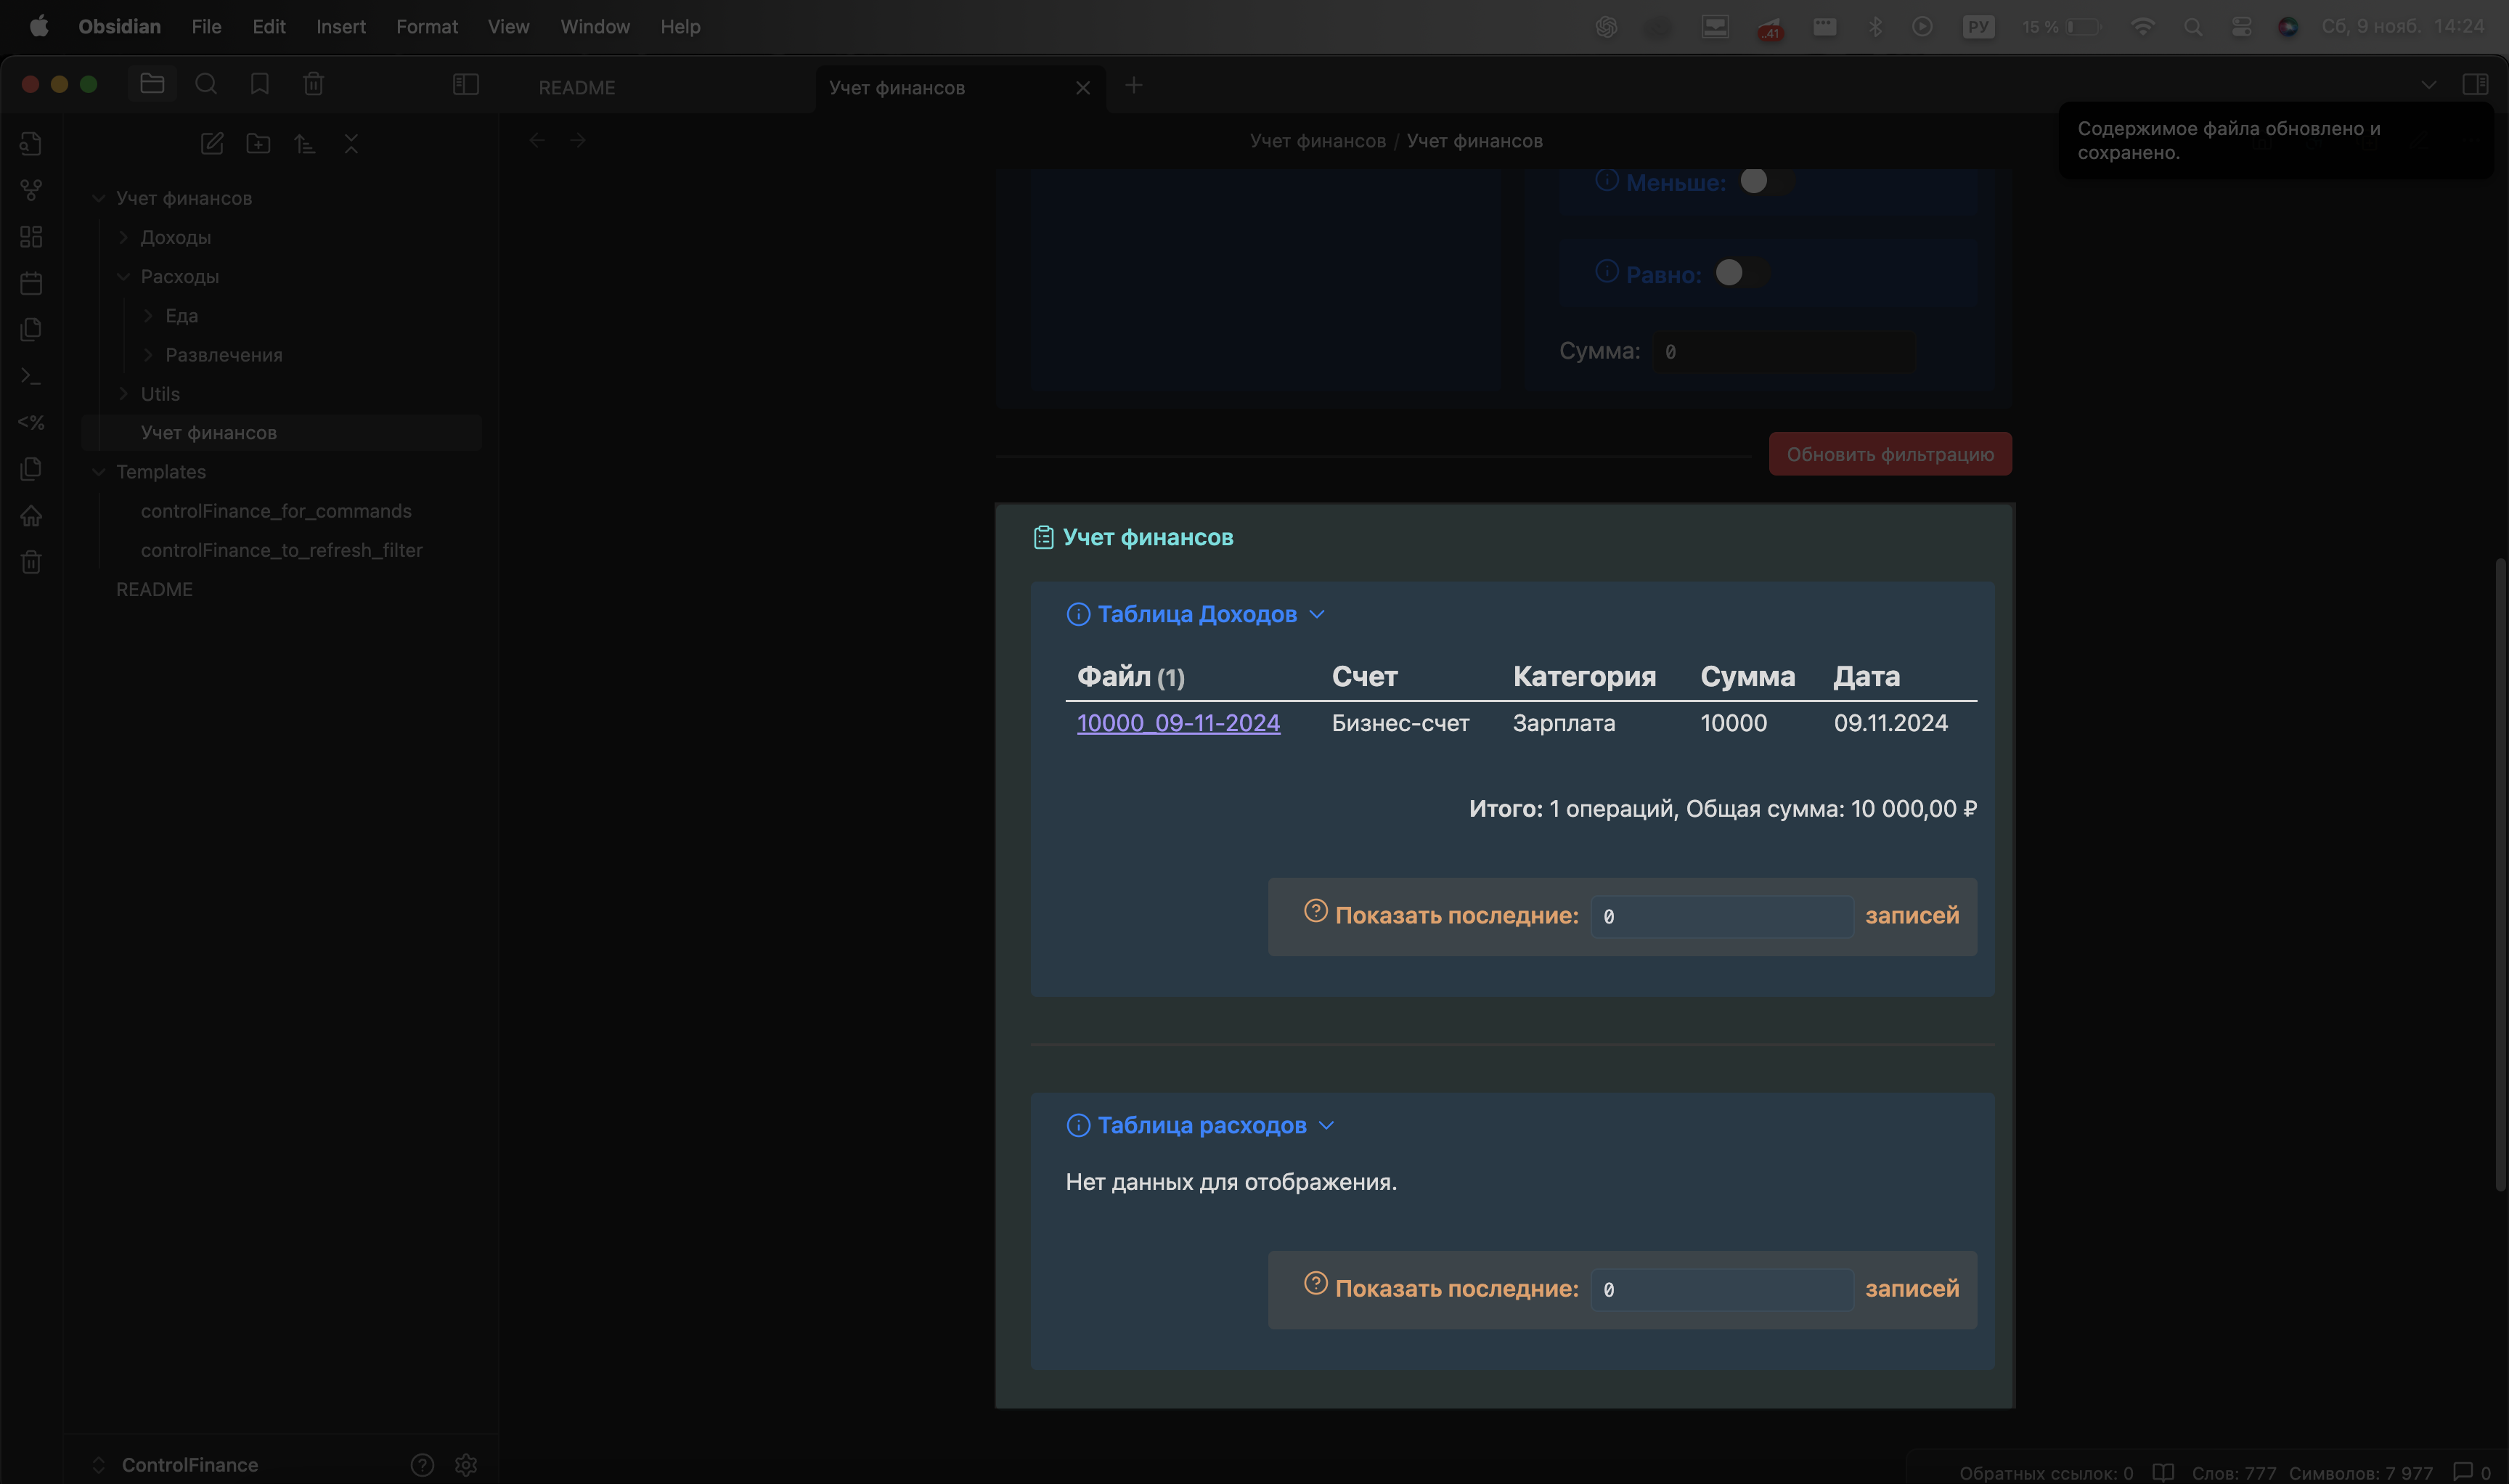 Obsidian File Edit Insert Format View Window Help
РУ 15 % Сб, 9 нояб. 14:24
README
Учет финансов
Учет финансов / Учет финансов
Содержимое файла обновлено и
сохранено.
Учет финансов
Доходы
Расходы
Еда
Развлечения
Utils
Учет финансов
Templates
controlFinance_for_commands
controlFinance_to_refresh_filter
README
ControlFinance
Меньше:
Равно:
Сумма: 0
Обновить фильтрацию
Учет финансов
Таблица Доходов
Файл (1) Счет Категория Сумма Дата
10000_09-11-2024 Бизнес-счет Зарплата 10000 09.11.2024
Итого: 1 операций, Общая сумма: 10 000,00 ₽
Показать последние: 0 записей
Таблица расходов
Нет данных для отображения.
Показать последние: 0 записей
Обратных ссылок: 0 Слов: 777 Символов: 7 977 0